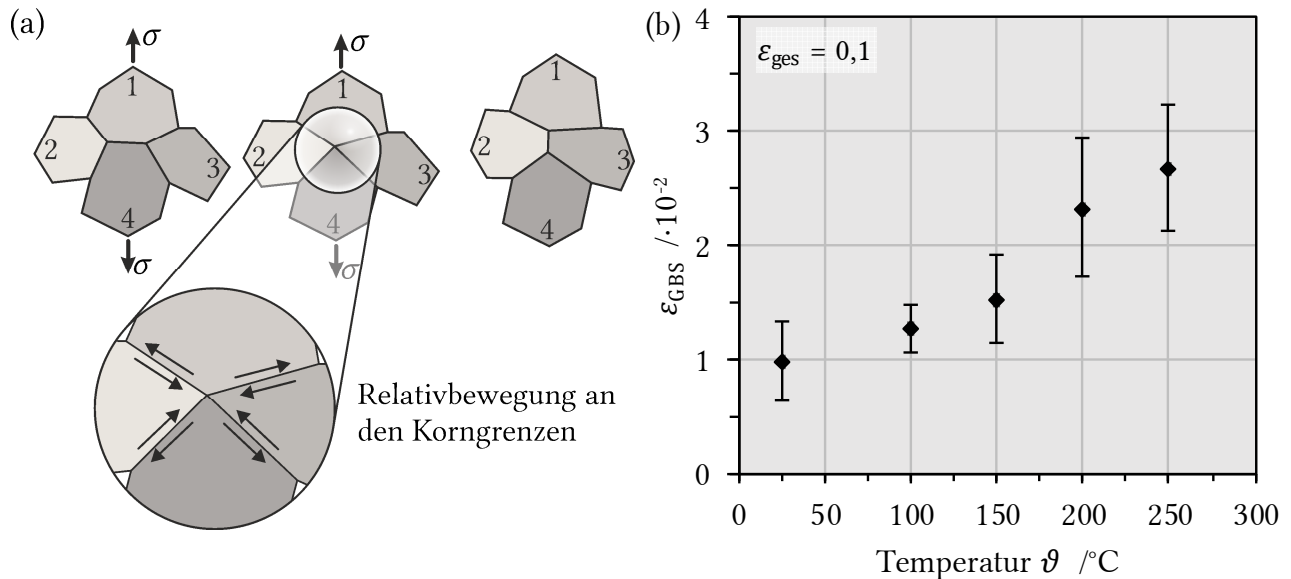 (a)
σ
σ
1
2
3
4
σ
1
2
3
4
σ
1
2
3
4
Relativbewegung an
den Korngrenzen
(b)
ε_ges = 0,1
4
3
2
1
0
ε_GBS /·10⁻²
0 50 100 150 200 250 300
Temperatur ϑ /°C